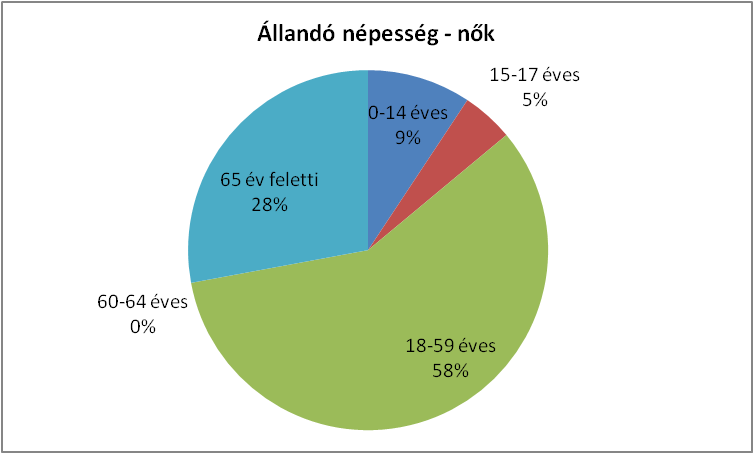 Állandó népesség - nők
15-17 éves
5%
0-14 éves
9%
65 év feletti
28%
60-64 éves
0%
18-59 éves
58%